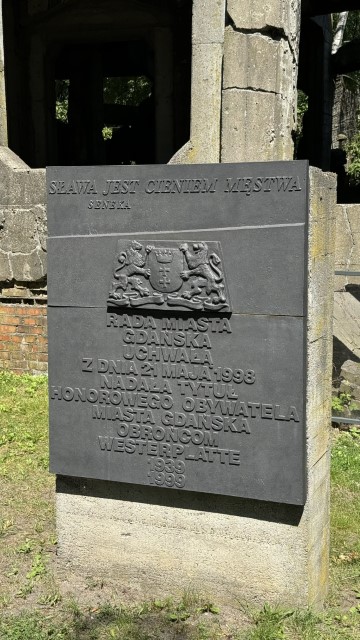 SŁAWA JEST CIENIEM MĘSTWA
SENEKA
RADA MIASTA
GDAŃSKA
UCHWAŁĄ
Z DNIA 21 MAJA 1998
NADAŁA TYTUŁ
HONOROWEGO OBYWATELA
MIASTA GDAŃSKA
OBROŃCOM
WESTERPLATTE
1939
1989